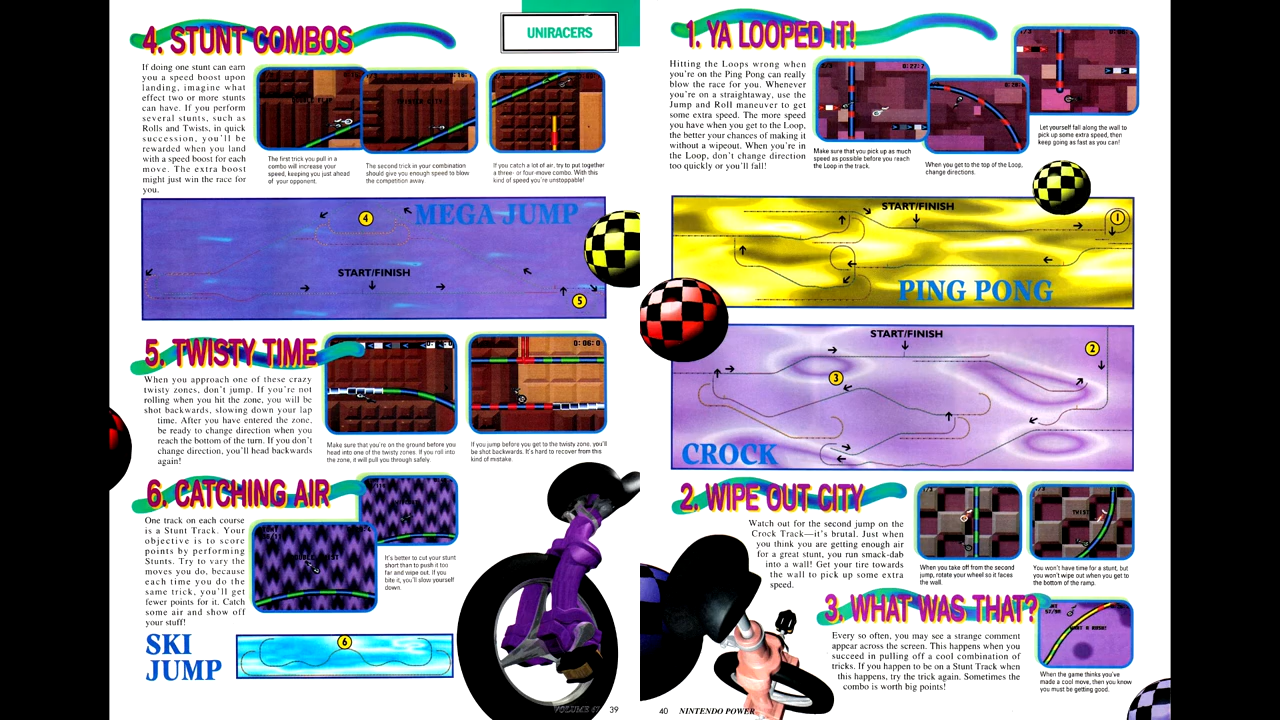 4. STUNT COMBOS
UNIRACERS
If doing one stunt can earn
you a speed boost upon
landing, imagine what
effect two or more stunts
can have. If you perform
several stunts, such as
Rolls and Twists, in quick
succession, you'll be
rewarded when you land
with a speed boost for each
move. The extra boost
might just win the race for
you.
The first trick you pull in a
combo will increase your
speed, keeping you just ahead
of your opponent.
The second trick in your combination
should give you enough speed to blow
the competition away.
If you catch a lot of air, try to put together
a three- or four-move combo. With this
kind of speed you're unstoppable!
MEGA JUMP
4
START/FINISH
5
5. TWISTY TIME
When you approach one of these crazy
twisty zones, don't jump. If you're not
rolling when you hit the zone, you will be
shot backwards, slowing down your lap
time. After you have entered the zone,
be ready to change direction when you
reach the bottom of the turn. If you don't
change direction, you'll head backwards
again!
0:06:0
Make sure that you're on the ground before you
head into one of the twisty zones. If you roll into
the zone, it will pull you through safely.
If you jump before you get to the twisty zone, you'll
be shot backwards. It's hard to recover from this
kind of mistake.
6. CATCHING AIR
One track on each course
is a Stunt Track. Your
objective is to score
points by performing
Stunts. Try to vary the
moves you do, because
each time you do the
same trick, you'll get
fewer points for it. Catch
some air and show off
your stuff!
It's better to cut your stunt
short than to push it too
far and wipe out. If you
bite it, you'll slow yourself
down.
SKI
JUMP
6
39
1. YA LOOPED IT!
Hitting the Loops wrong when
you're on the Ping Pong can really
blow the race for you. Whenever
you're on a straightaway, use the
Jump and Roll maneuver to get
some extra speed. The more speed
you have when you get to the Loop,
the better your chances of making it
without a wipeout. When you're in
the Loop, don't change direction
too quickly or you'll fall!
Make sure that you pick up as much
speed as possible before you reach
the Loop in the track.
When you get to the top of the Loop,
change directions.
Let yourself fall along the wall to
pick up some extra speed, then
keep going as fast as you can!
START/FINISH
1
PING PONG
START/FINISH
2
3
CROCK
2. WIPE OUT CITY
Watch out for the second jump on the
Crock Track—it's brutal. Just when
you think you are getting enough air
for a great stunt, you run smack-dab
into a wall! Get your tire towards
the wall to pick up some extra
speed.
When you take off from the second
jump, rotate your wheel so it faces
the wall.
You won't have time for a stunt, but
you won't wipe out when you get to
the bottom of the ramp.
3. WHAT WAS THAT?
Every so often, you may see a strange comment
appear across the screen. This happens when you
succeed in pulling off a cool combination of
tricks. If you happen to be on a Stunt Track when
this happens, try the trick again. Sometimes the
combo is worth big points!
When the game thinks you've
made a cool move, then you know
you must be getting good.
40 NINTENDO POWER